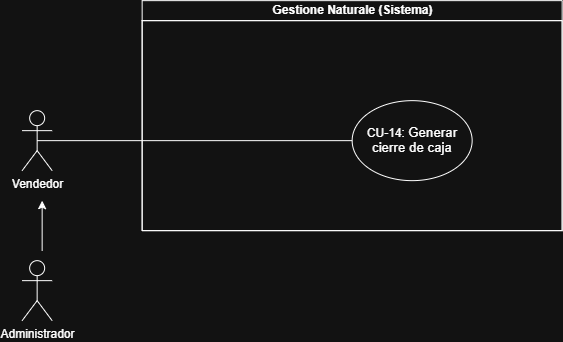 Gestione Naturale (Sistema)
CU-14: Generar
cierre de caja
Vendedor
Administrador